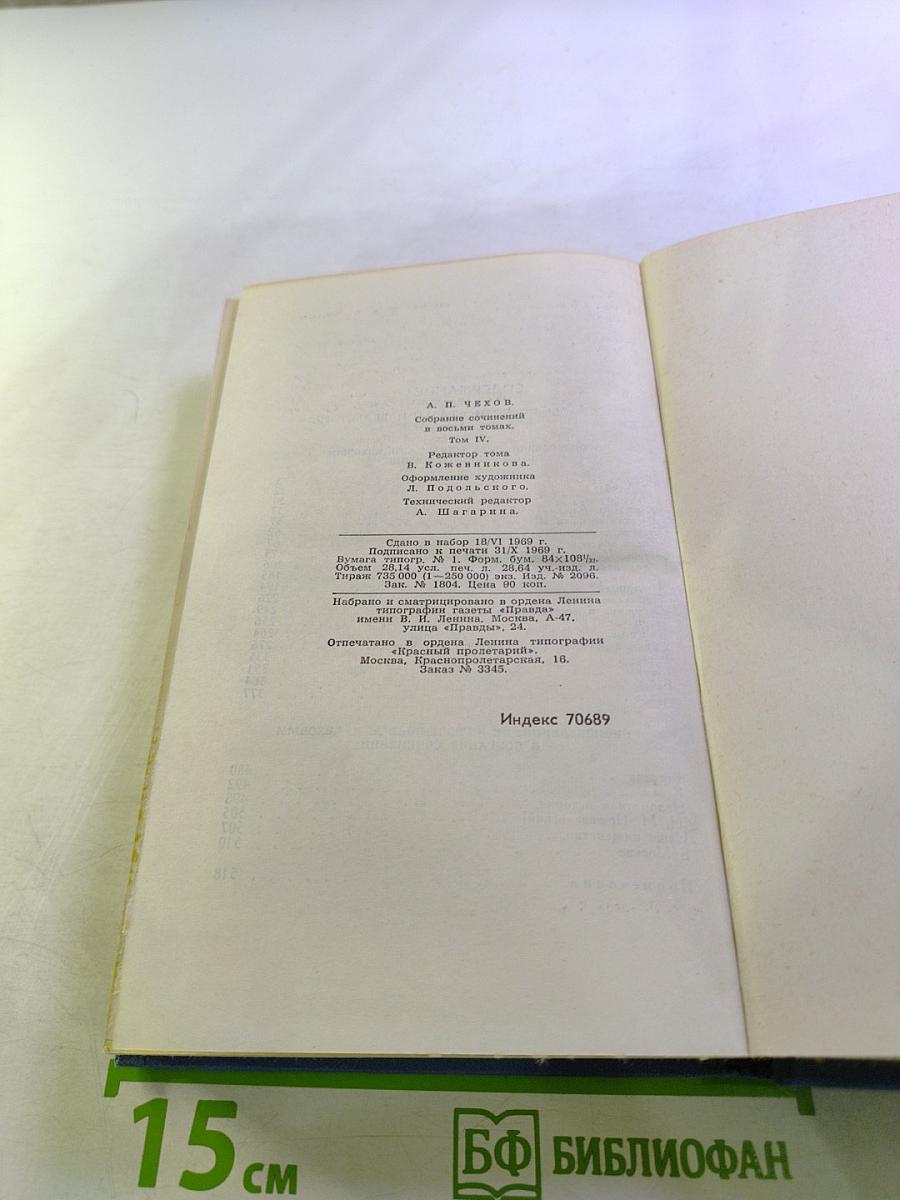 А. П. ЧЕХОВ.
Собрание сочинений
в восьми томах.
Том IV.
Редактор тома
В. Кожевникова.
Оформление художника
Л. Подольского.
Технический редактор
А. Шагарина.
Сдано в набор 18/VI 1969 г.
Подписано к печати 31/X 1969 г.
Бумага типогр. № 1. Форм. бум. 84×108¹/₃₂.
Объем 28,14 усл. печ. л. 28,64 уч.-изд. л.
Тираж 735 000 (1—250 000) экз. Изд. № 2096.
Зак. № 1804. Цена 90 коп.
Набрано и сматрицировано в ордена Ленина
типографии газеты «Правда»
имени В. И. Ленина. Москва, А-47,
улица «Правды», 24.
Отпечатано в ордена Ленина типографии
«Красный пролетарий».
Москва, Краснопролетарская, 16.
Заказ № 3345.
Индекс 70689
15 см
БФ БИБЛИОФАН